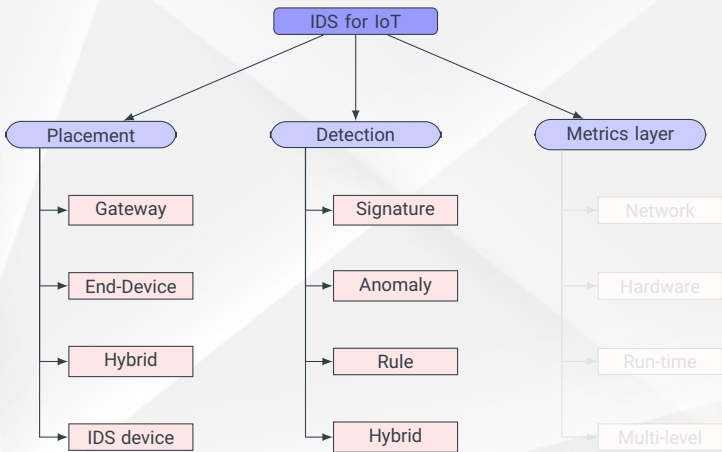 IDS for IoT
Placement
Detection
Metrics layer
Gateway
Signature
Network
End-Device
Anomaly
Hardware
Hybrid
Rule
Run-time
IDS device
Hybrid
Multi-level